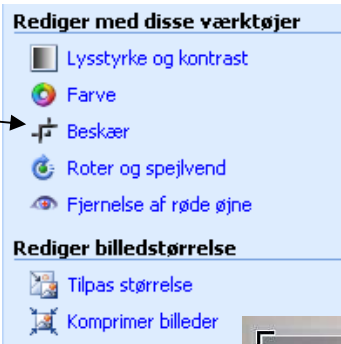 Rediger med disse værktøjer
Lysstyrke og kontrast
Farve
Beskær
Roter og spejlvend
Fjernelse af røde øjne
Rediger billedstørrelse
Tilpas størrelse
Komprimer billeder